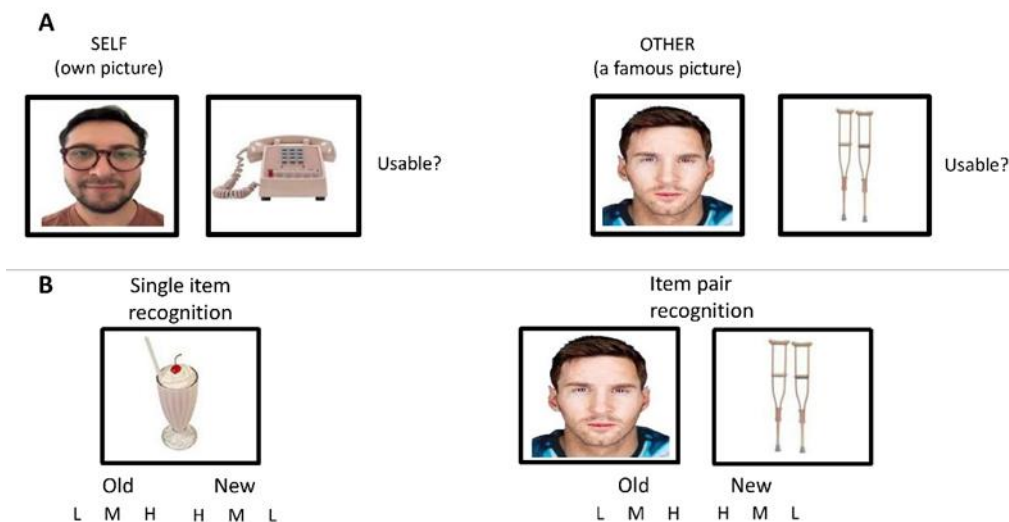 A
SELF
(own picture)
OTHER
(a famous picture)
Usable?
Usable?
B
Single item
recognition
Item pair
recognition
Old New
L M H H M L
Old New
L M H H M L